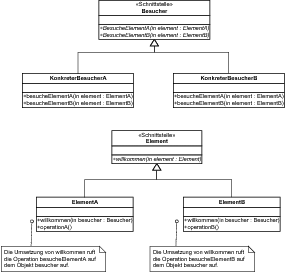 «Schnittstelle»
Besucher
+BesucheElementA(in element : ElementA)
+BesucheElementB(in element : ElementB)
KonkreterBesucherA
+besucheElementA(in element : ElementA)
+besucheElementB(in element : ElementB)
KonkreterBesucherB
+besucheElementA(in element : ElementA)
+besucheElementB(in element : ElementB)
«Schnittstelle»
Element
+willkommen(in element : Element)
ElementA
+willkommen(in besucher : Besucher)
+operationA()
ElementB
+willkommen(in besucher : Besucher)
+operationB()
Die Umsetzung von willkommen ruft
die Operation besucheElementA auf
dem Objekt besucher auf.
Die Umsetzung von willkommen ruft
die Operation besucheElementB auf
dem Objekt besucher auf.